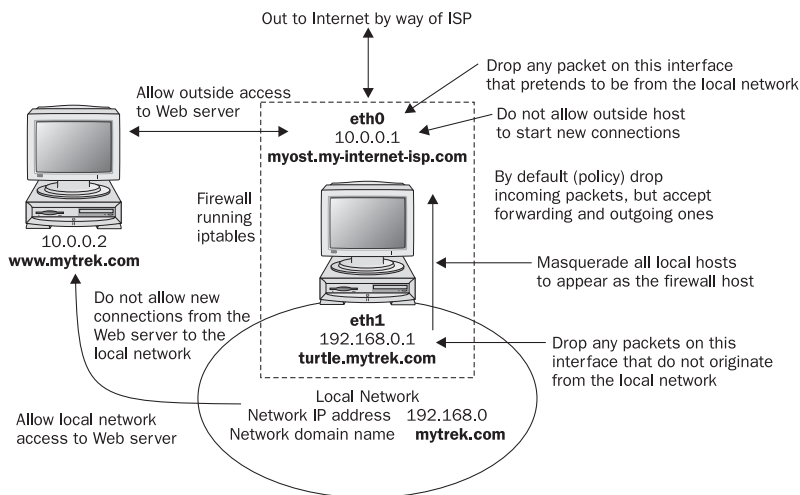 Out to Internet by way of ISP
Drop any packet on this interface
that pretends to be from the local network
Allow outside access
to Web server
eth0
10.0.0.1
myost.my-internet-isp.com
Do not allow outside host
to start new connections
By default (policy) drop
incoming packets, but accept
forwarding and outgoing ones
Firewall
running
iptables
10.0.0.2
www.mytrek.com
Masquerade all local hosts
to appear as the firewall host
Do not allow new
connections from the
Web server to the
local network
eth1
192.168.0.1
turtle.mytrek.com
Drop any packets on this
interface that do not originate
from the local network
Allow local network
access to Web server
Local Network
Network IP address 192.168.0
Network domain name mytrek.com